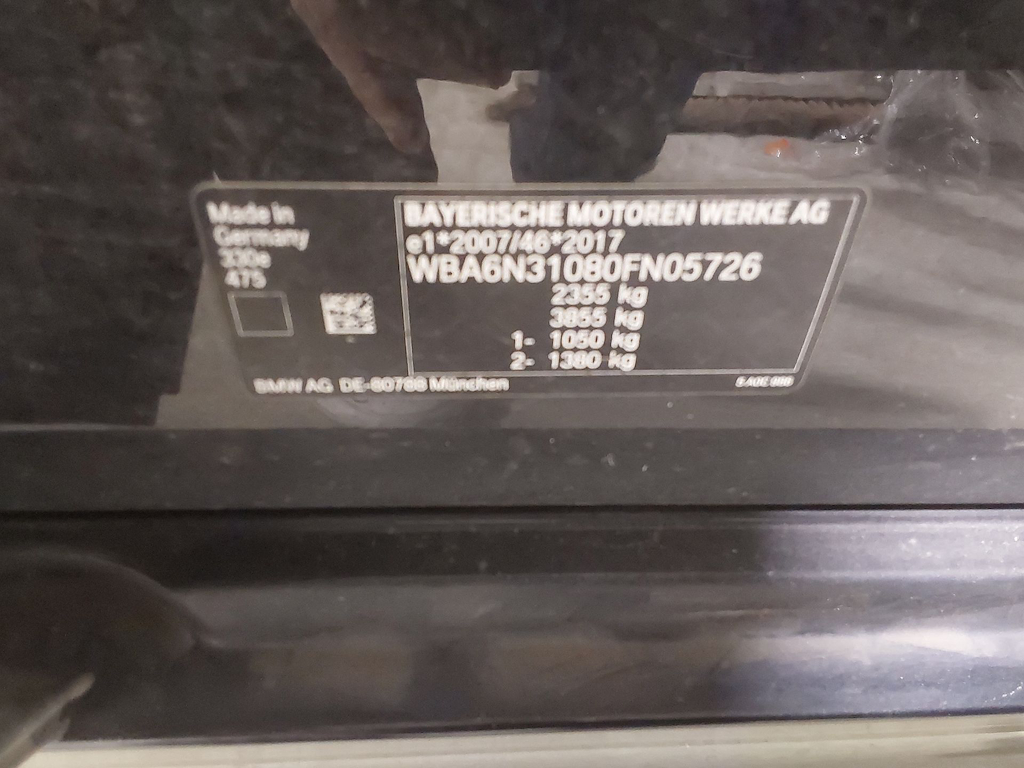 Made in
Germany
330e
475
BAYERISCHE MOTOREN WERKE AG
e1*2007/46*2017
WBA6N31080FN05726
2355 kg
3855 kg
1- 1050 kg
2- 1380 kg
BMW AG DE-80788 München